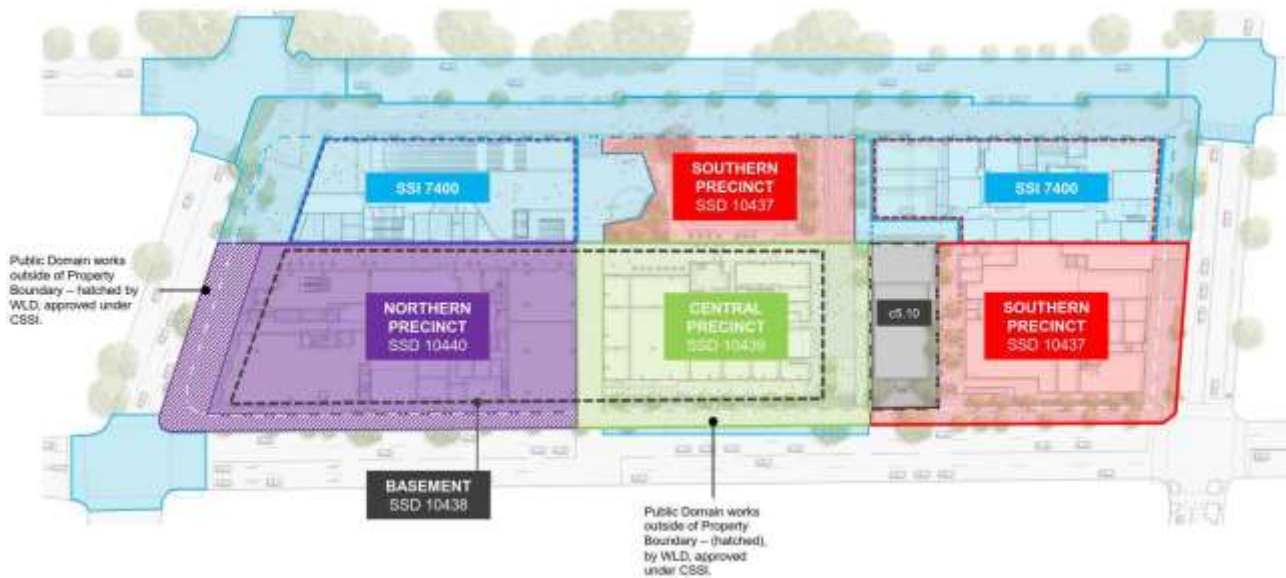 SSI 7400
SOUTHERN
PRECINCT
SSD 10437
SSI 7400
Public Domain works
outside of Property
Boundary – hatched by
WLD, approved under
CSSI.
NORTHERN
PRECINCT
SSD 10440
CENTRAL
PRECINCT
SSD 10439
c5.10
SOUTHERN
PRECINCT
SSD 10437
BASEMENT
SSD 10438
Public Domain works
outside of Property
Boundary – (hatched),
by WLD, approved
under CSSI.